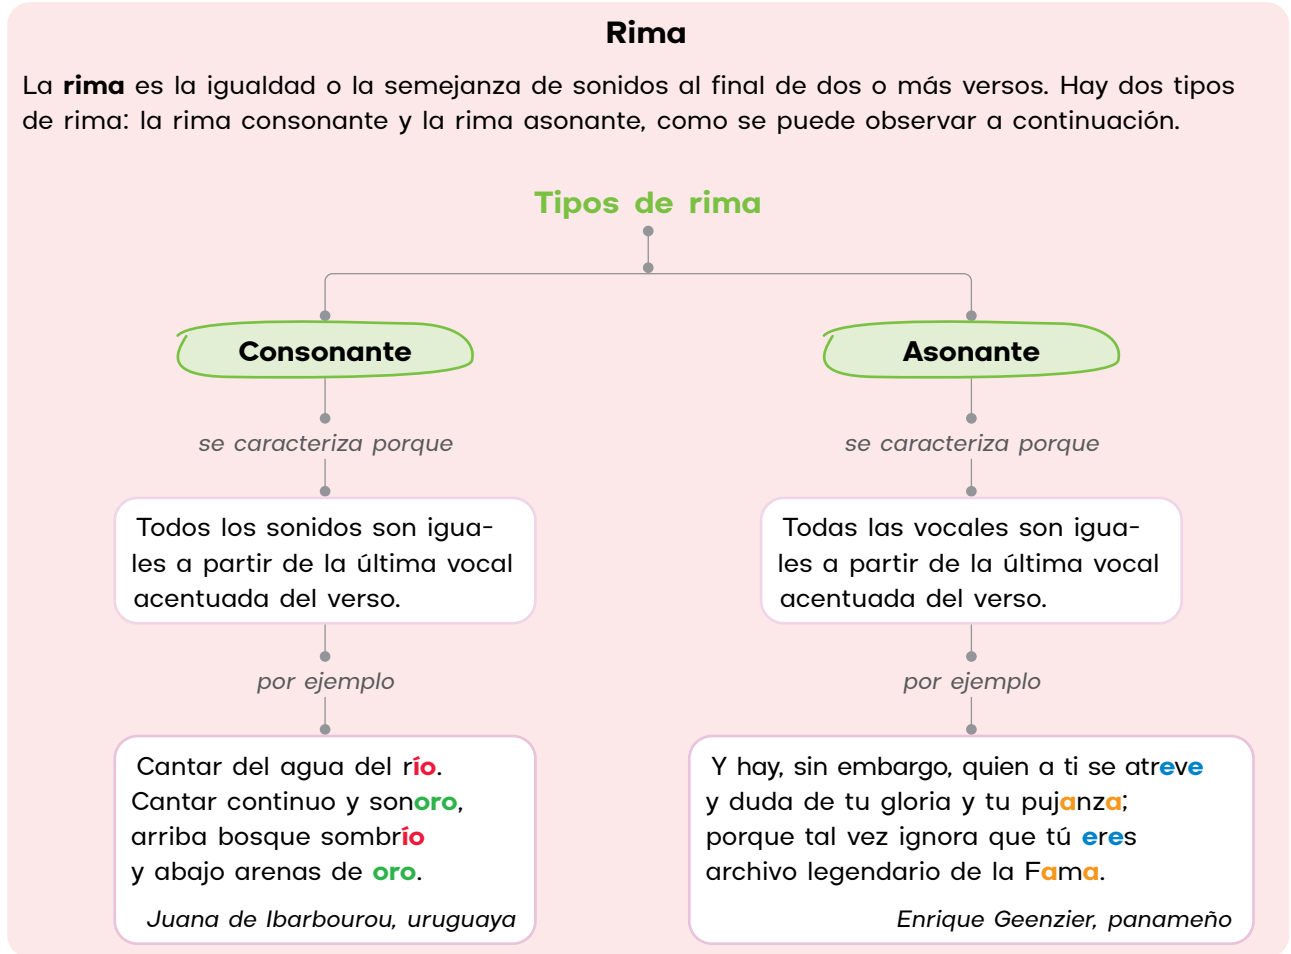 Rima
La rima es la igualdad o la semejanza de sonidos al final de dos o más versos. Hay dos tipos
de rima: la rima consonante y la rima asonante, como se puede observar a continuación.
Tipos de rima
Consonante
se caracteriza porque
Todos los sonidos son igua-
les a partir de la última vocal
acentuada del verso.
por ejemplo
Cantar del agua del río.
Cantar continuo y sonoro,
arriba bosque sombrío
y abajo arenas de oro.
Juana de Ibarbourou, uruguaya
Asonante
se caracteriza porque
Todas las vocales son igua-
les a partir de la última vocal
acentuada del verso.
por ejemplo
Y hay, sin embargo, quien a ti se atreve
y duda de tu gloria y tu pujanza;
porque tal vez ignora que tú eres
archivo legendario de la Fama.
Enrique Geenzier, panameño